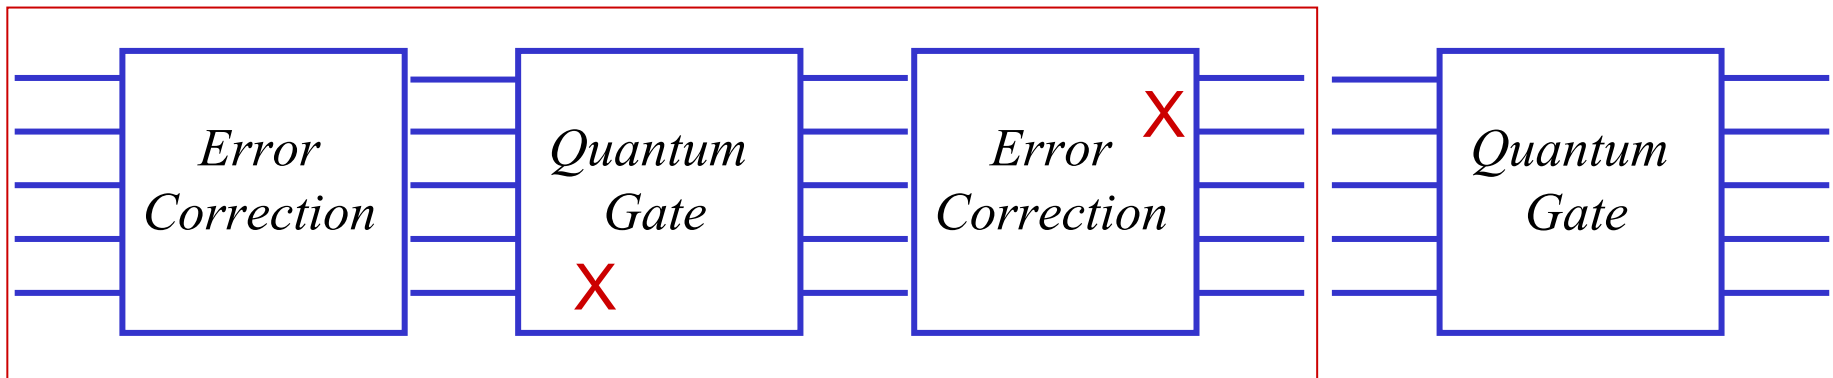 Error
Correction
Quantum
Gate
X
Error
Correction
X
Quantum
Gate